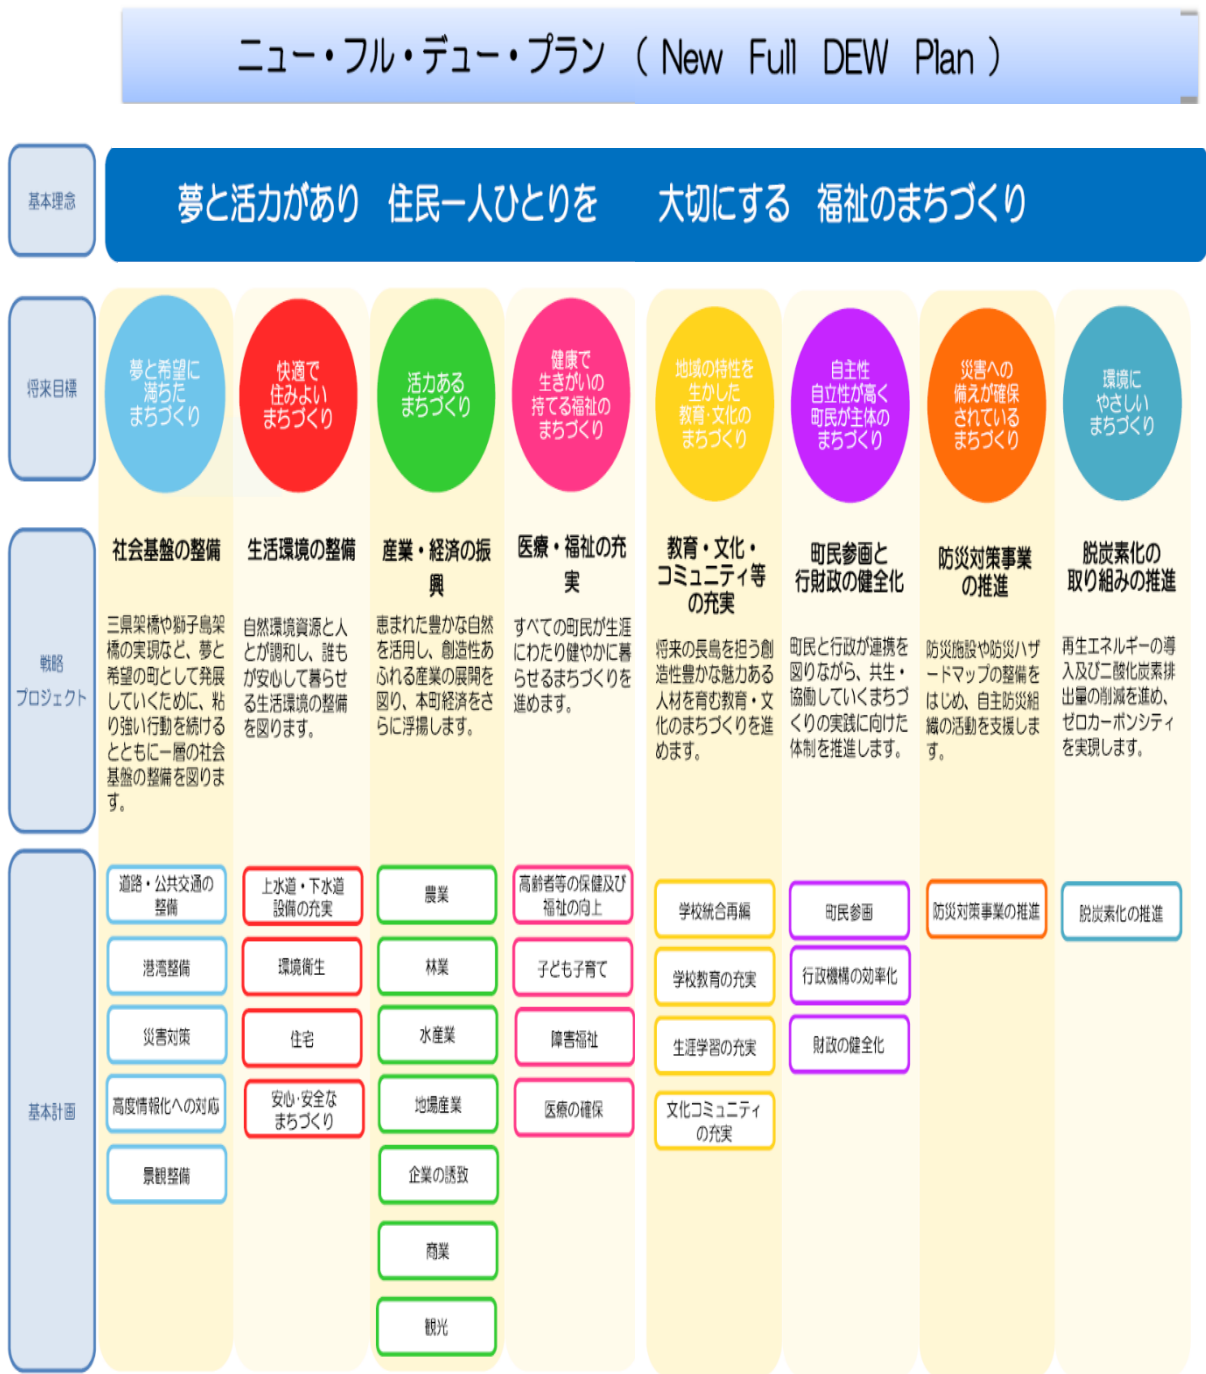 ニュー・フル・デュー・プラン （ New Full DEW Plan ）
基本理念
夢と活力があり 住民一人ひとりを 大切にする 福祉のまちづくり
将来目標
夢と希望に
満ちた
まちづくり
快適で
住みよい
まちづくり
活力ある
まちづくり
健康で
生きがいの
持てる福祉の
まちづくり
地域の特性を
生かした
教育・文化の
まちづくり
自主性
自立性が高く
町民が主体の
まちづくり
災害への
備えが確保
されている
まちづくり
環境に
やさしい
まちづくり
戦略
プロジェクト
社会基盤の整備
三県架橋や獅子島架
橋の実現など、夢と
希望の町として発展
していくために、粘
り強い行動を続ける
とともに一層の社会
基盤の整備を図りま
す。
生活環境の整備
自然環境資源と人
とが調和し、誰も
が安心して暮らせ
る生活環境の整備
を図ります。
産業・経済の振
興
恵まれた豊かな自然
を活用し、創造性あ
ふれる産業の展開を
図り、本町経済をさ
らに浮揚します。
医療・福祉の充
実
すべての町民が生涯
にわたり健やかに暮
らせるまちづくりを
進めます。
教育・文化・
コミュニティ等
の充実
将来の長島を担う創
造性豊かな魅力ある
人材を育む教育・文
化のまちづくりを進
めます。
町民参画と
行財政の健全化
町民と行政が連携を
図りながら、共生・
協働していくまちづ
くりの実践に向けた
体制を推進します。
防災対策事業
の推進
防災施設や防災ハザ
ードマップの整備を
はじめ、自主防災組
織の活動を支援しま
す。
脱炭素化の
取り組みの推進
再生エネルギーの導
入及び二酸化炭素排
出量の削減を進め、
ゼロカーボンシティ
を実現します。
基本計画
道路・公共交通の
整備
港湾整備
災害対策
高度情報化への対応
景観整備
上水道・下水道
設備の充実
環境衛生
住宅
安心・安全な
まちづくり
農業
林業
水産業
地場産業
企業の誘致
商業
観光
高齢者等の保健及び
福祉の向上
子ども子育て
障害福祉
医療の確保
学校統合再編
学校教育の充実
生涯学習の充実
文化コミュニティ
の充実
町民参画
行政機構の効率化
財政の健全化
防災対策事業の推進
脱炭素化の推進